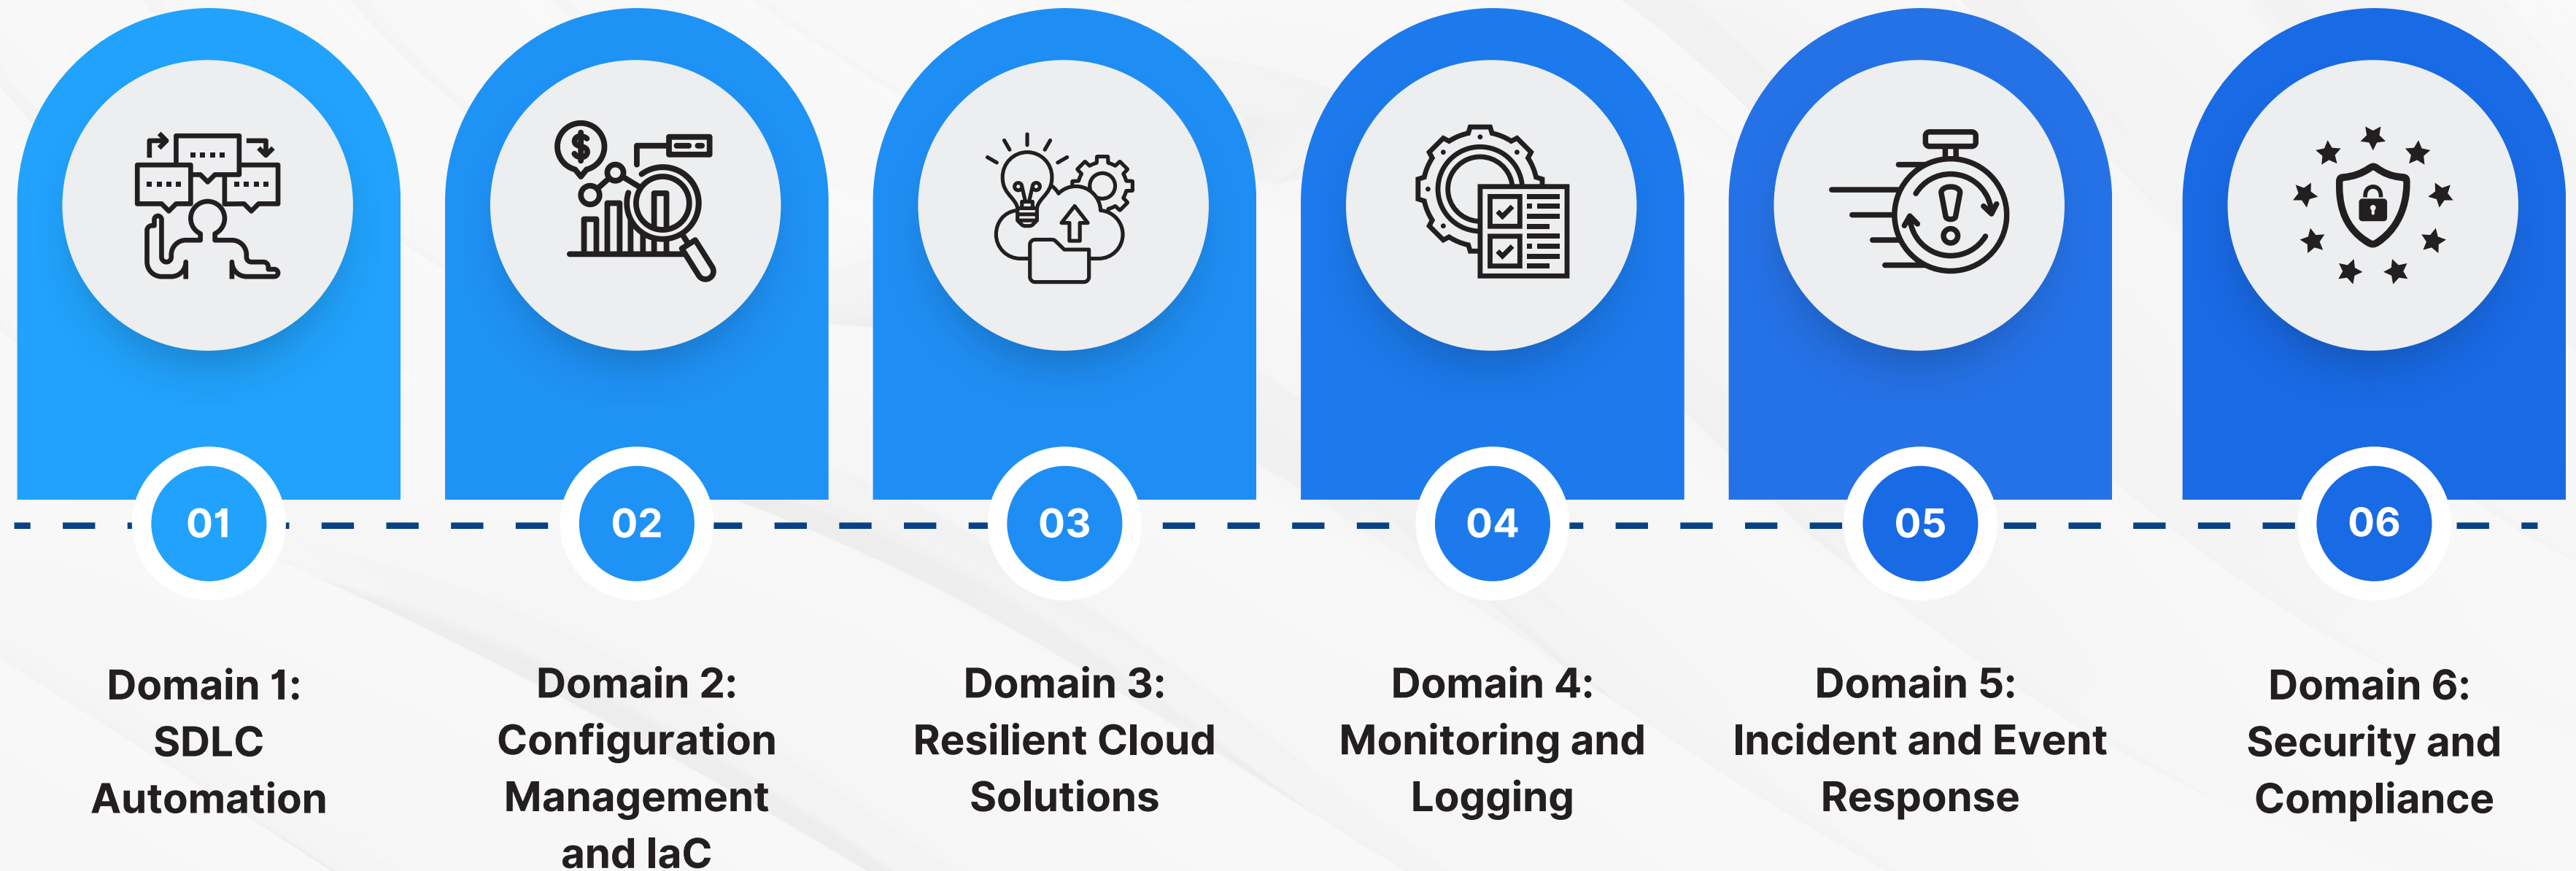 01
02
03
04
05
06
Domain 1:
SDLC
Automation
Domain 2:
Configuration
Management
and IaC
Domain 3:
Resilient Cloud
Solutions
Domain 4:
Monitoring and
Logging
Domain 5:
Incident and Event
Response
Domain 6:
Security and
Compliance